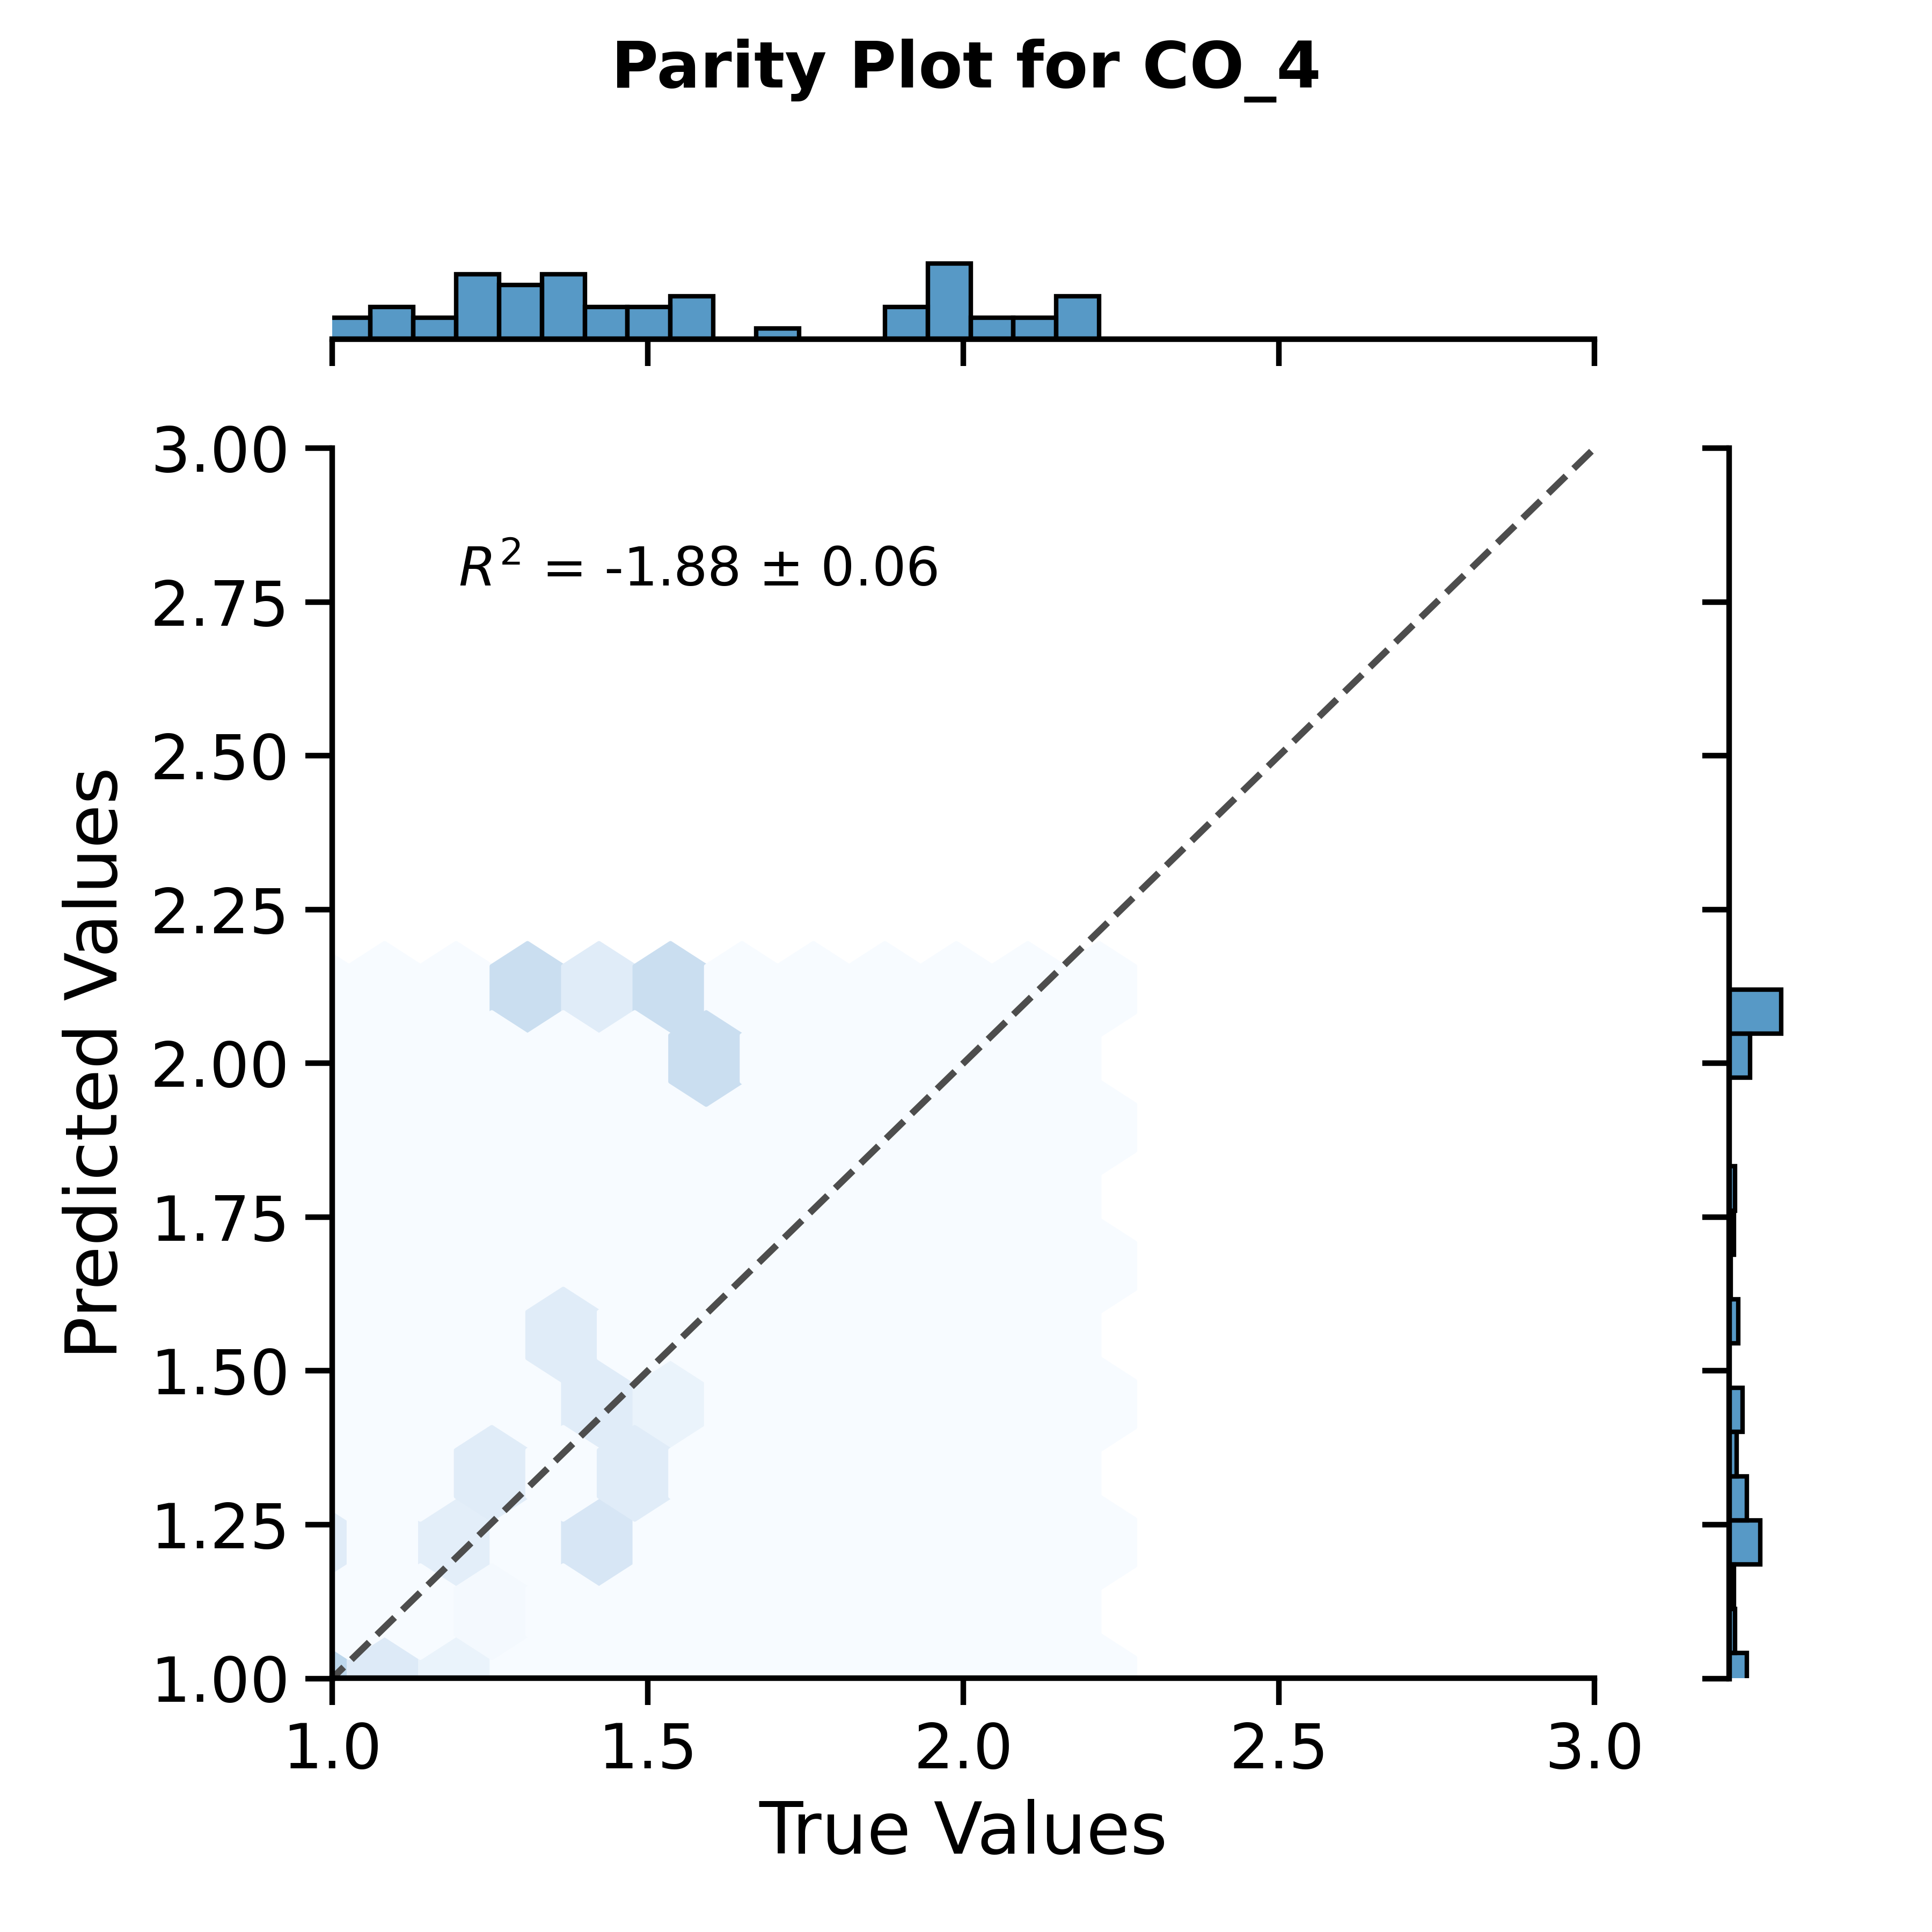 Parity Plot for CO_4
R² = -1.88 ± 0.06
Predicted Values
3.00
2.75
2.50
2.25
2.00
1.75
1.50
1.25
1.00
1.0 1.5 2.0 2.5 3.0
True Values